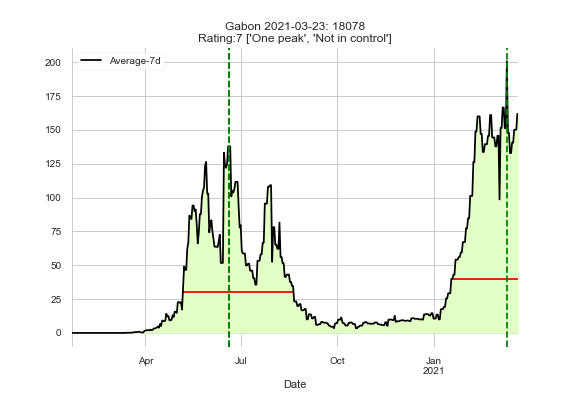 Gabon 2021-03-23: 18078
Rating:7 ['One peak', 'Not in control']
Average-7d
200
175
150
125
100
75
50
25
0
Apr
Jul
Oct
Jan
2021
Date